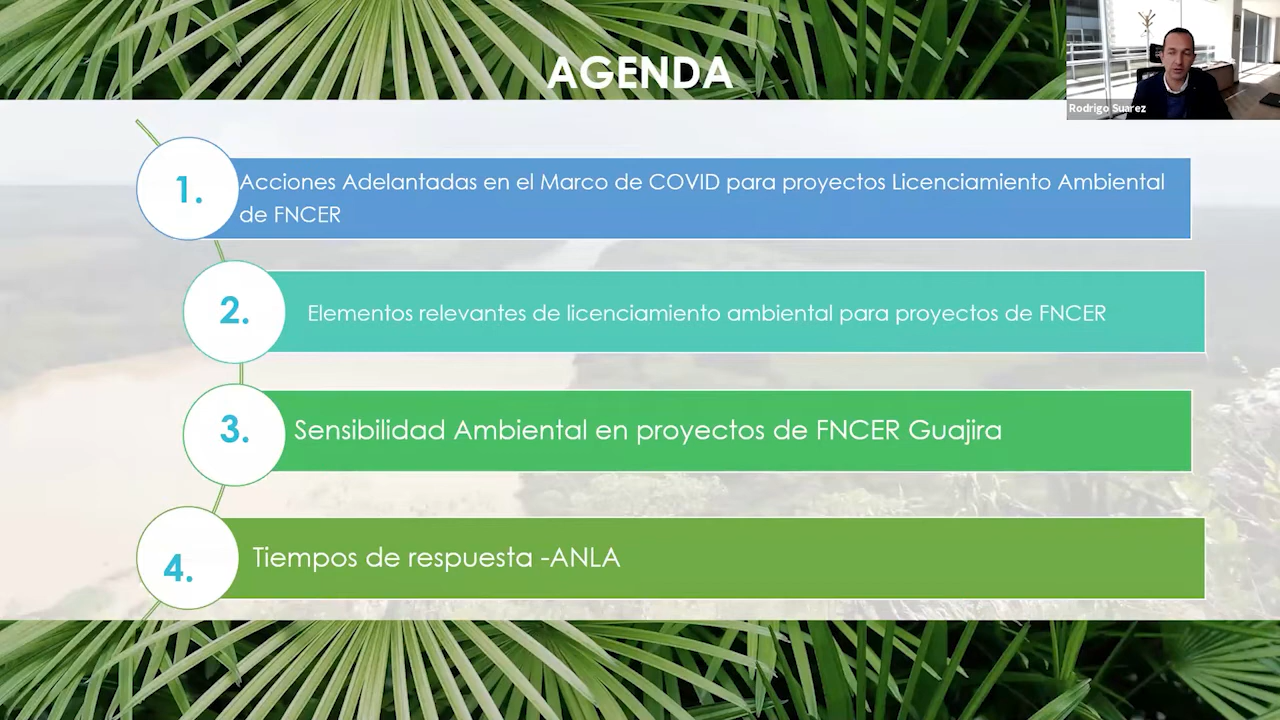 AGENDA
Rodrigo Suarez
1.
Acciones Adelantadas en el Marco de COVID para proyectos Licenciamiento Ambiental
de FNCER
2.
Elementos relevantes de licenciamiento ambiental para proyectos de FNCER
3.
Sensibilidad Ambiental en proyectos de FNCER Guajira
4.
Tiempos de respuesta -ANLA